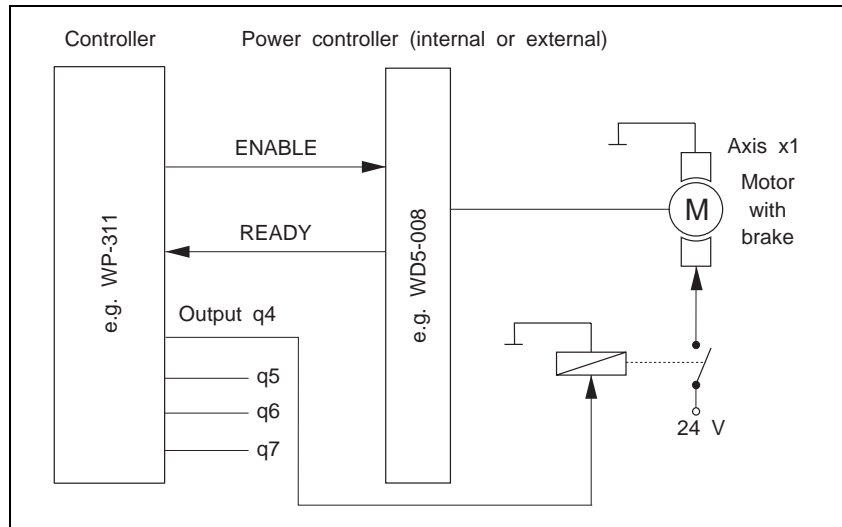 Controller
Power controller (internal or external)
ENABLE
READY
e.g. WP-311
e.g. WD5-008
Output q4
q5
q6
q7
Axis x1
Motor
with
brake
M
24 V